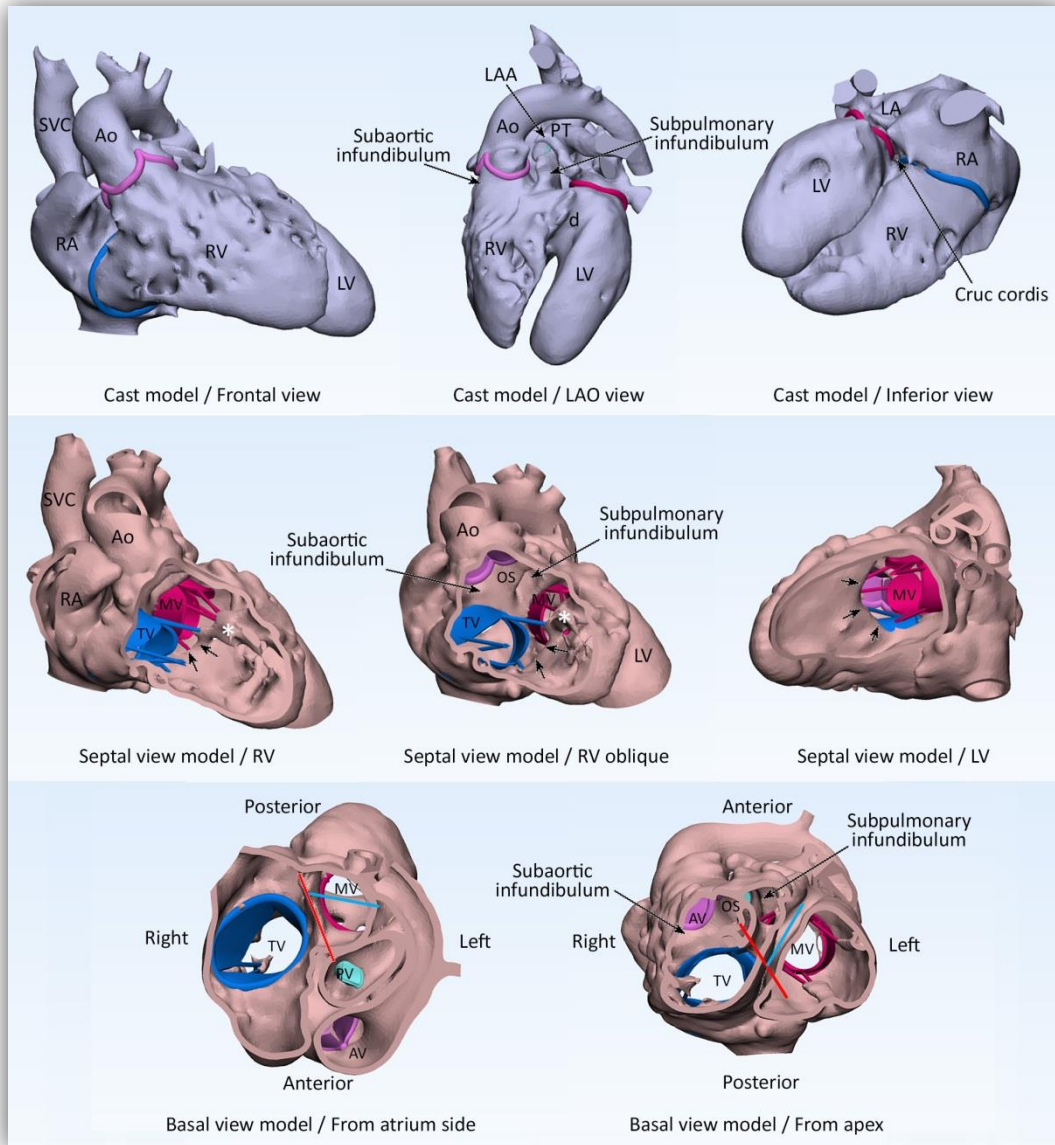 LAA
SVC
Ao
RA
RV
LV
Subaortic
infundibulum
Ao
PT
Subpulmonary
infundibulum
RV
d
LV
LA
RA
LV
RV
Cruc cordis
Cast model / Frontal view
Cast model / LAO view
Cast model / Inferior view
SVC
Ao
RA
MV
TV
*
Subaortic
infundibulum
Ao
Subpulmonary
infundibulum
OS
MV
TV
*
LV
MV
Septal view model / RV
Septal view model / RV oblique
Septal view model / LV
Posterior
MV
Right
TV
Left
PV
AV
Anterior
Basal view model / From atrium side
Anterior
Subpulmonary
infundibulum
Subaortic
infundibulum
AV
OS
Right
MV
Left
TV
Posterior
Basal view model / From apex